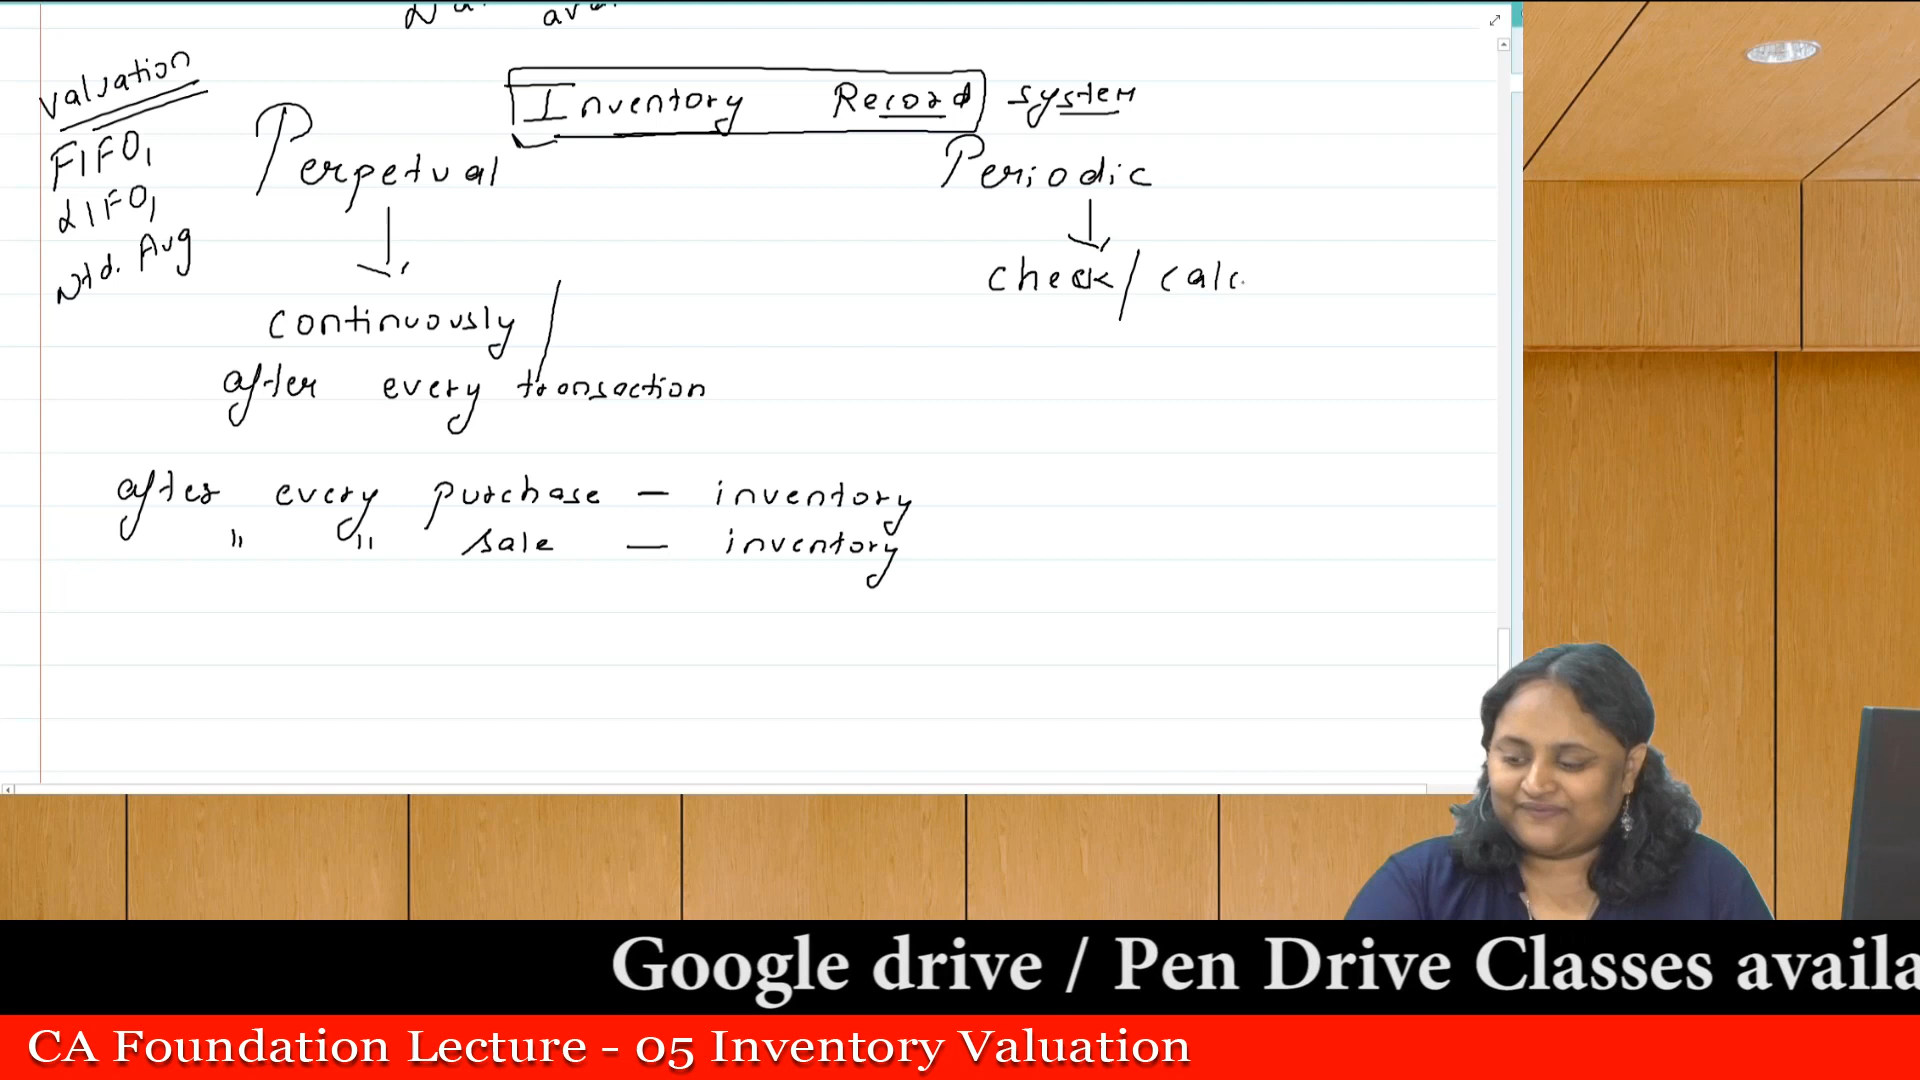 Valuation
FIFO,
LIFO,
Wtd. Avg
Inventory Record system
Perpetual
Periodic
continuously /
after every transaction
check / calc
after every purchase - inventory
" " sale - inventory
Google drive / Pen Drive Classes availa
CA Foundation Lecture - 05 Inventory Valuation